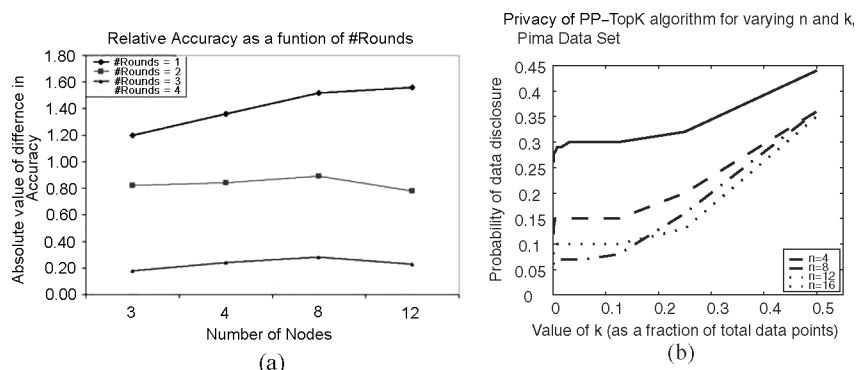 Relative Accuracy as a funtion of #Rounds
1.80
1.60
1.40
1.20
1.00
0.80
0.60
0.40
0.20
0.00
#Rounds = 1
#Rounds = 2
#Rounds = 3
#Rounds = 4
Absolute value of differnce in
Accuracy
3 4 8 12
Number of Nodes
(a)
Privacy of PP–TopK algorithm for varying n and k,
Pima Data Set
0.45
0.4
0.35
0.3
0.25
0.2
0.15
0.1
0.05
0
Probability of data disclosure
n=4
n=8
n=12
n=16
0 0.1 0.2 0.3 0.4 0.5
Value of k (as a fraction of total data points)
(b)